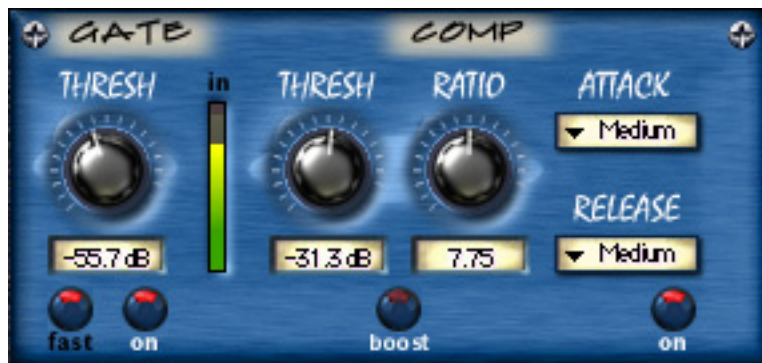 GATE
COMP
THRESH
in
THRESH
RATIO
ATTACK
Medium
RELEASE
-55.7 dB
-31.3 dB
7.75
Medium
fast
on
boost
on